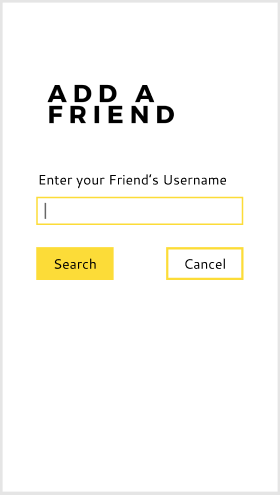 ADD A
FRIEND
Enter your Friend's Username
Search
Cancel